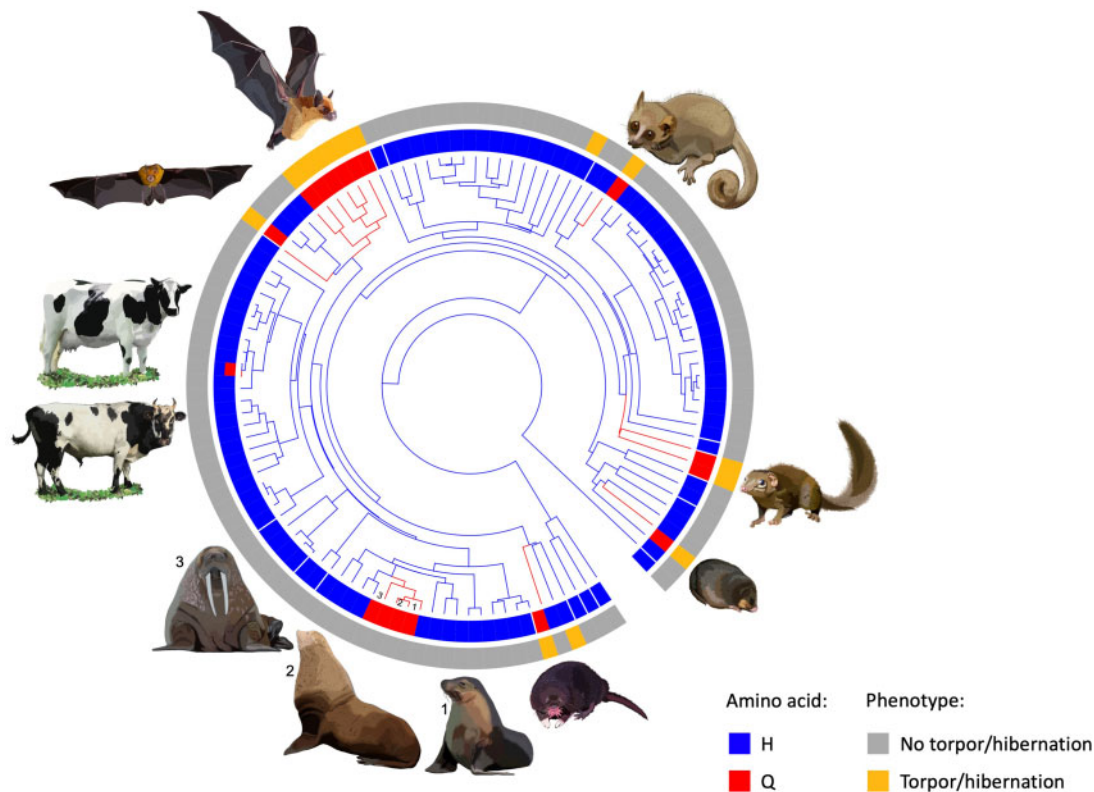 3
2
1
3
2
1
Amino acid:
Phenotype:
H
No torpor/hibernation
Q
Torpor/hibernation